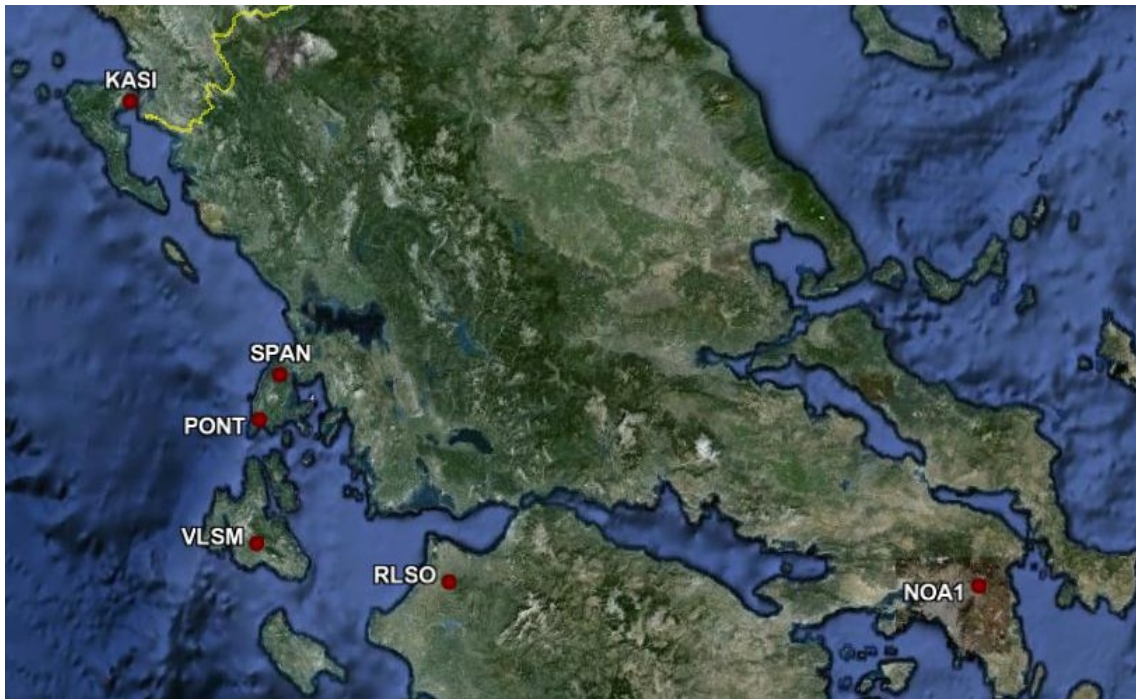 KASI
SPAN
PONT
VLSM
RLSO
NOA1